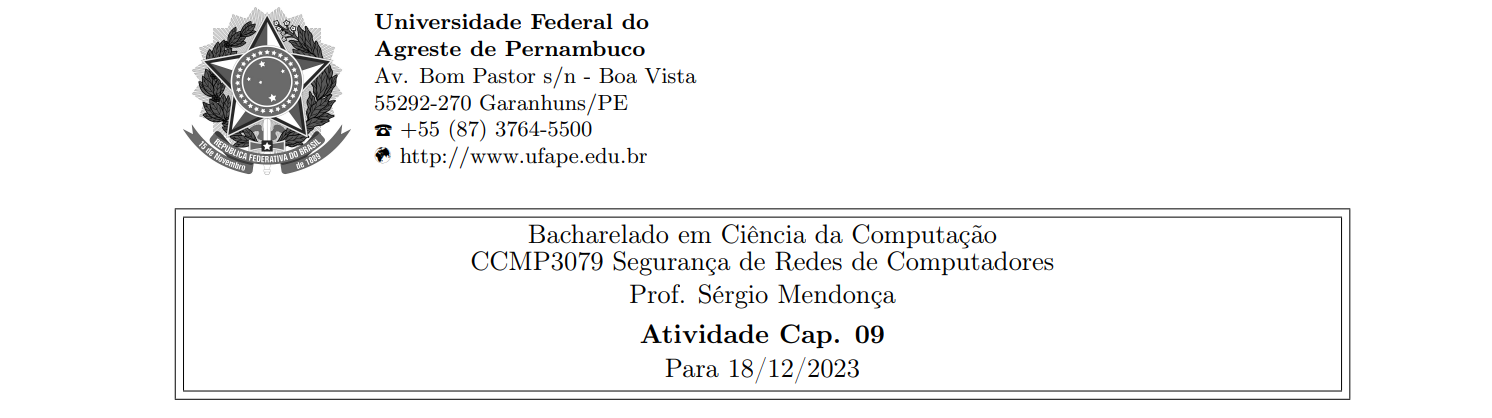 Universidade Federal do
Agreste de Pernambuco
Av. Bom Pastor s/n - Boa Vista
55292-270 Garanhuns/PE
☎ +55 (87) 3764-5500
http://www.ufape.edu.br
REPÚBLICA FEDERATIVA DO BRASIL
15 de Novembro
de 1889
Bacharelado em Ciência da Computação
CCMP3079 Segurança de Redes de Computadores
Prof. Sérgio Mendonça
Atividade Cap. 09
Para 18/12/2023